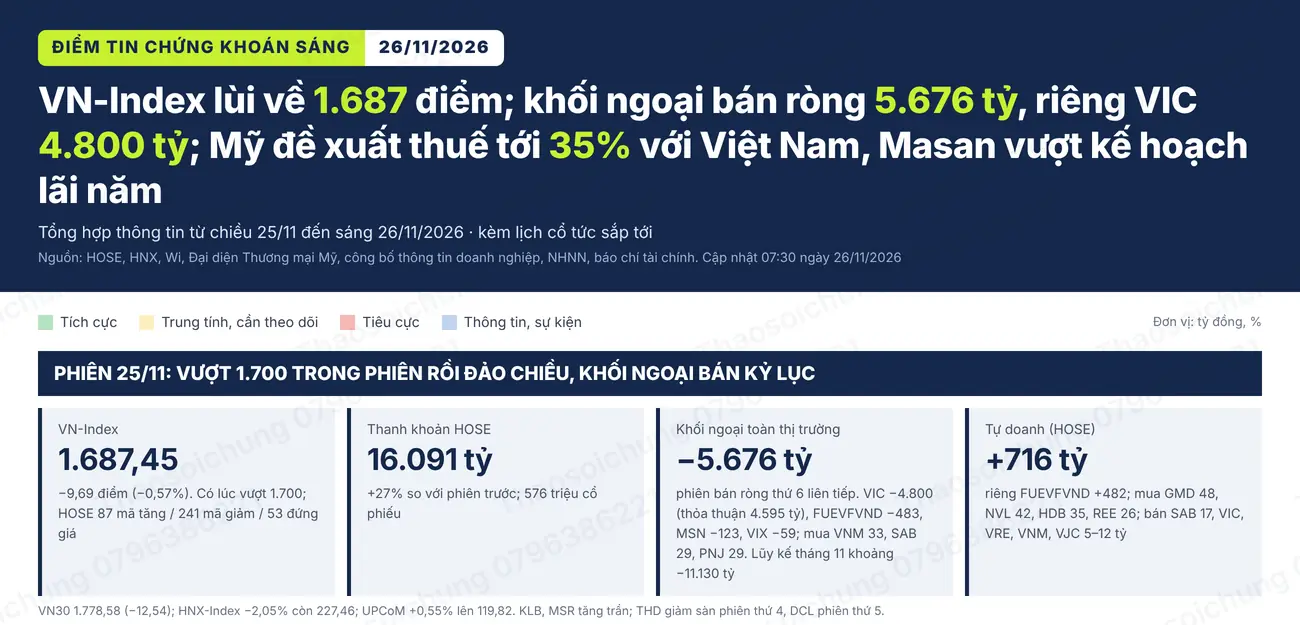 ĐIỂM TIN CHỨNG KHOÁN SÁNG 26/11/2026
VN-Index lùi về 1.687 điểm; khối ngoại bán ròng 5.676 tỷ, riêng VIC
4.800 tỷ; Mỹ đề xuất thuế tới 35% với Việt Nam, Masan vượt kế hoạch
lãi năm
Tổng hợp thông tin từ chiều 25/11 đến sáng 26/11/2026 · kèm lịch cổ tức sắp tới
Nguồn: HOSE, HNX, Wi, Đại diện Thương mại Mỹ, công bố thông tin doanh nghiệp, NHNN, báo chí tài chính. Cập nhật 07:30 ngày 26/11/2026
Tích cực Trung tính, cần theo dõi Tiêu cực Thông tin, sự kiện Đơn vị: tỷ đồng, %
PHIÊN 25/11: VƯỢT 1.700 TRONG PHIÊN RỒI ĐẢO CHIỀU, KHỐI NGOẠI BÁN KỶ LỤC
VN-Index
1.687,45
−9,69 điểm (−0,57%). Có lúc vượt 1.700;
HOSE 87 mã tăng / 241 mã giảm / 53 đứng
giá
Thanh khoản HOSE
16.091 tỷ
+27% so với phiên trước; 576 triệu cổ
phiếu
Khối ngoại toàn thị trường
−5.676 tỷ
phiên bán ròng thứ 6 liên tiếp. VIC −4.800
(thỏa thuận 4.595 tỷ), FUEVFVND −483,
MSN −123, VIX −59; mua VNM 33, SAB
29, PNJ 29. Lũy kế tháng 11 khoảng
−11.130 tỷ
Tự doanh (HOSE)
+716 tỷ
riêng FUEVFVND +482; mua GMD 48,
NVL 42, HDB 35, REE 26; bán SAB 17, VIC,
VRE, VNM, VJC 5–12 tỷ
VN30 1.778,58 (−12,54); HNX-Index −2,05% còn 227,46; UPCoM +0,55% lên 119,82. KLB, MSR tăng trần; THD giảm sàn phiên thứ 4, DCL phiên thứ 5.